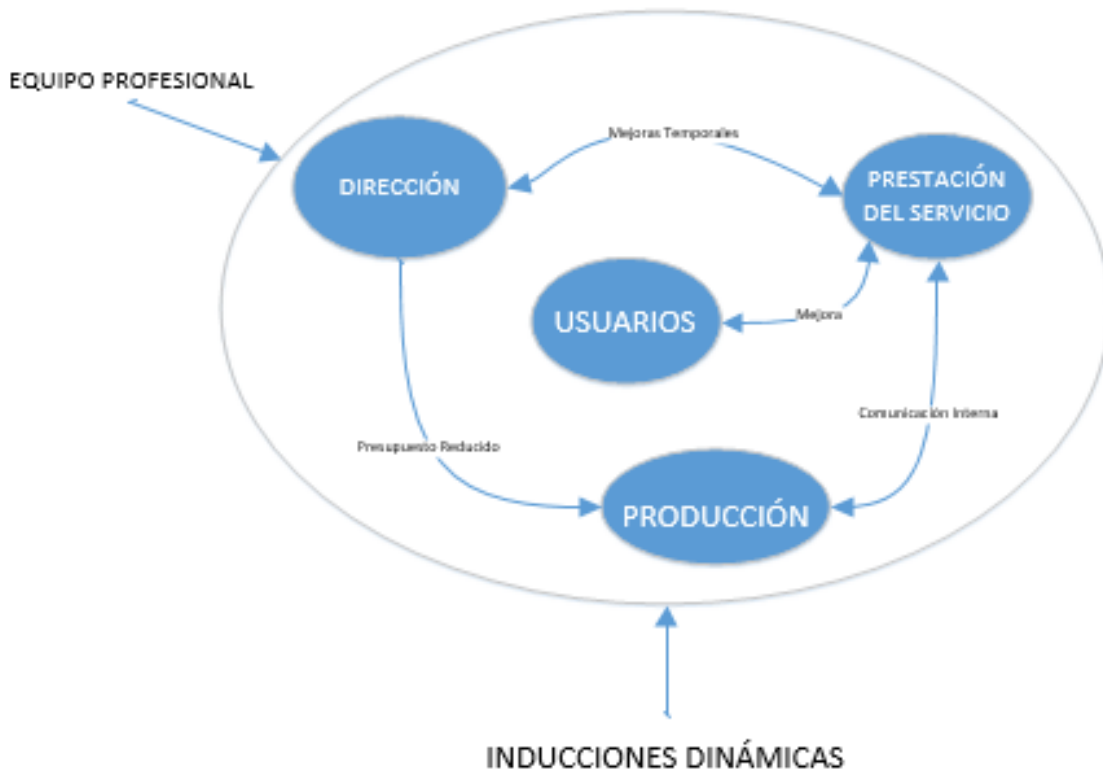 EQUIPO PROFESIONAL
Mejoras Temporales
DIRECCIÓN
PRESTACIÓN
DEL SERVICIO
USUARIOS
Mejora
Comunicación Interna
Presupuesto Reducido
PRODUCCIÓN
INDUCCIONES DINÁMICAS